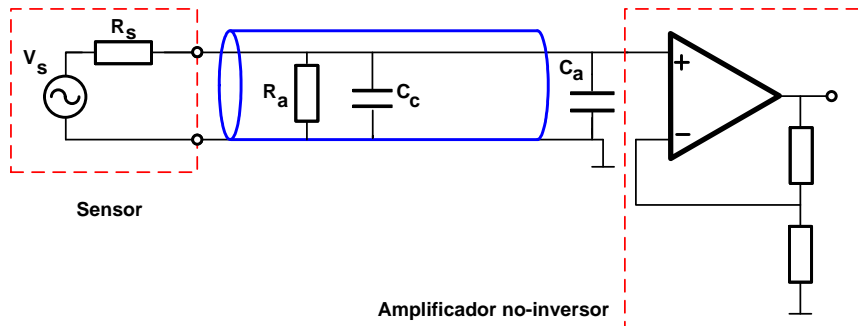 Rs
Vs
Ra
Cc
Ca
+
−
Sensor
Amplificador no-inversor